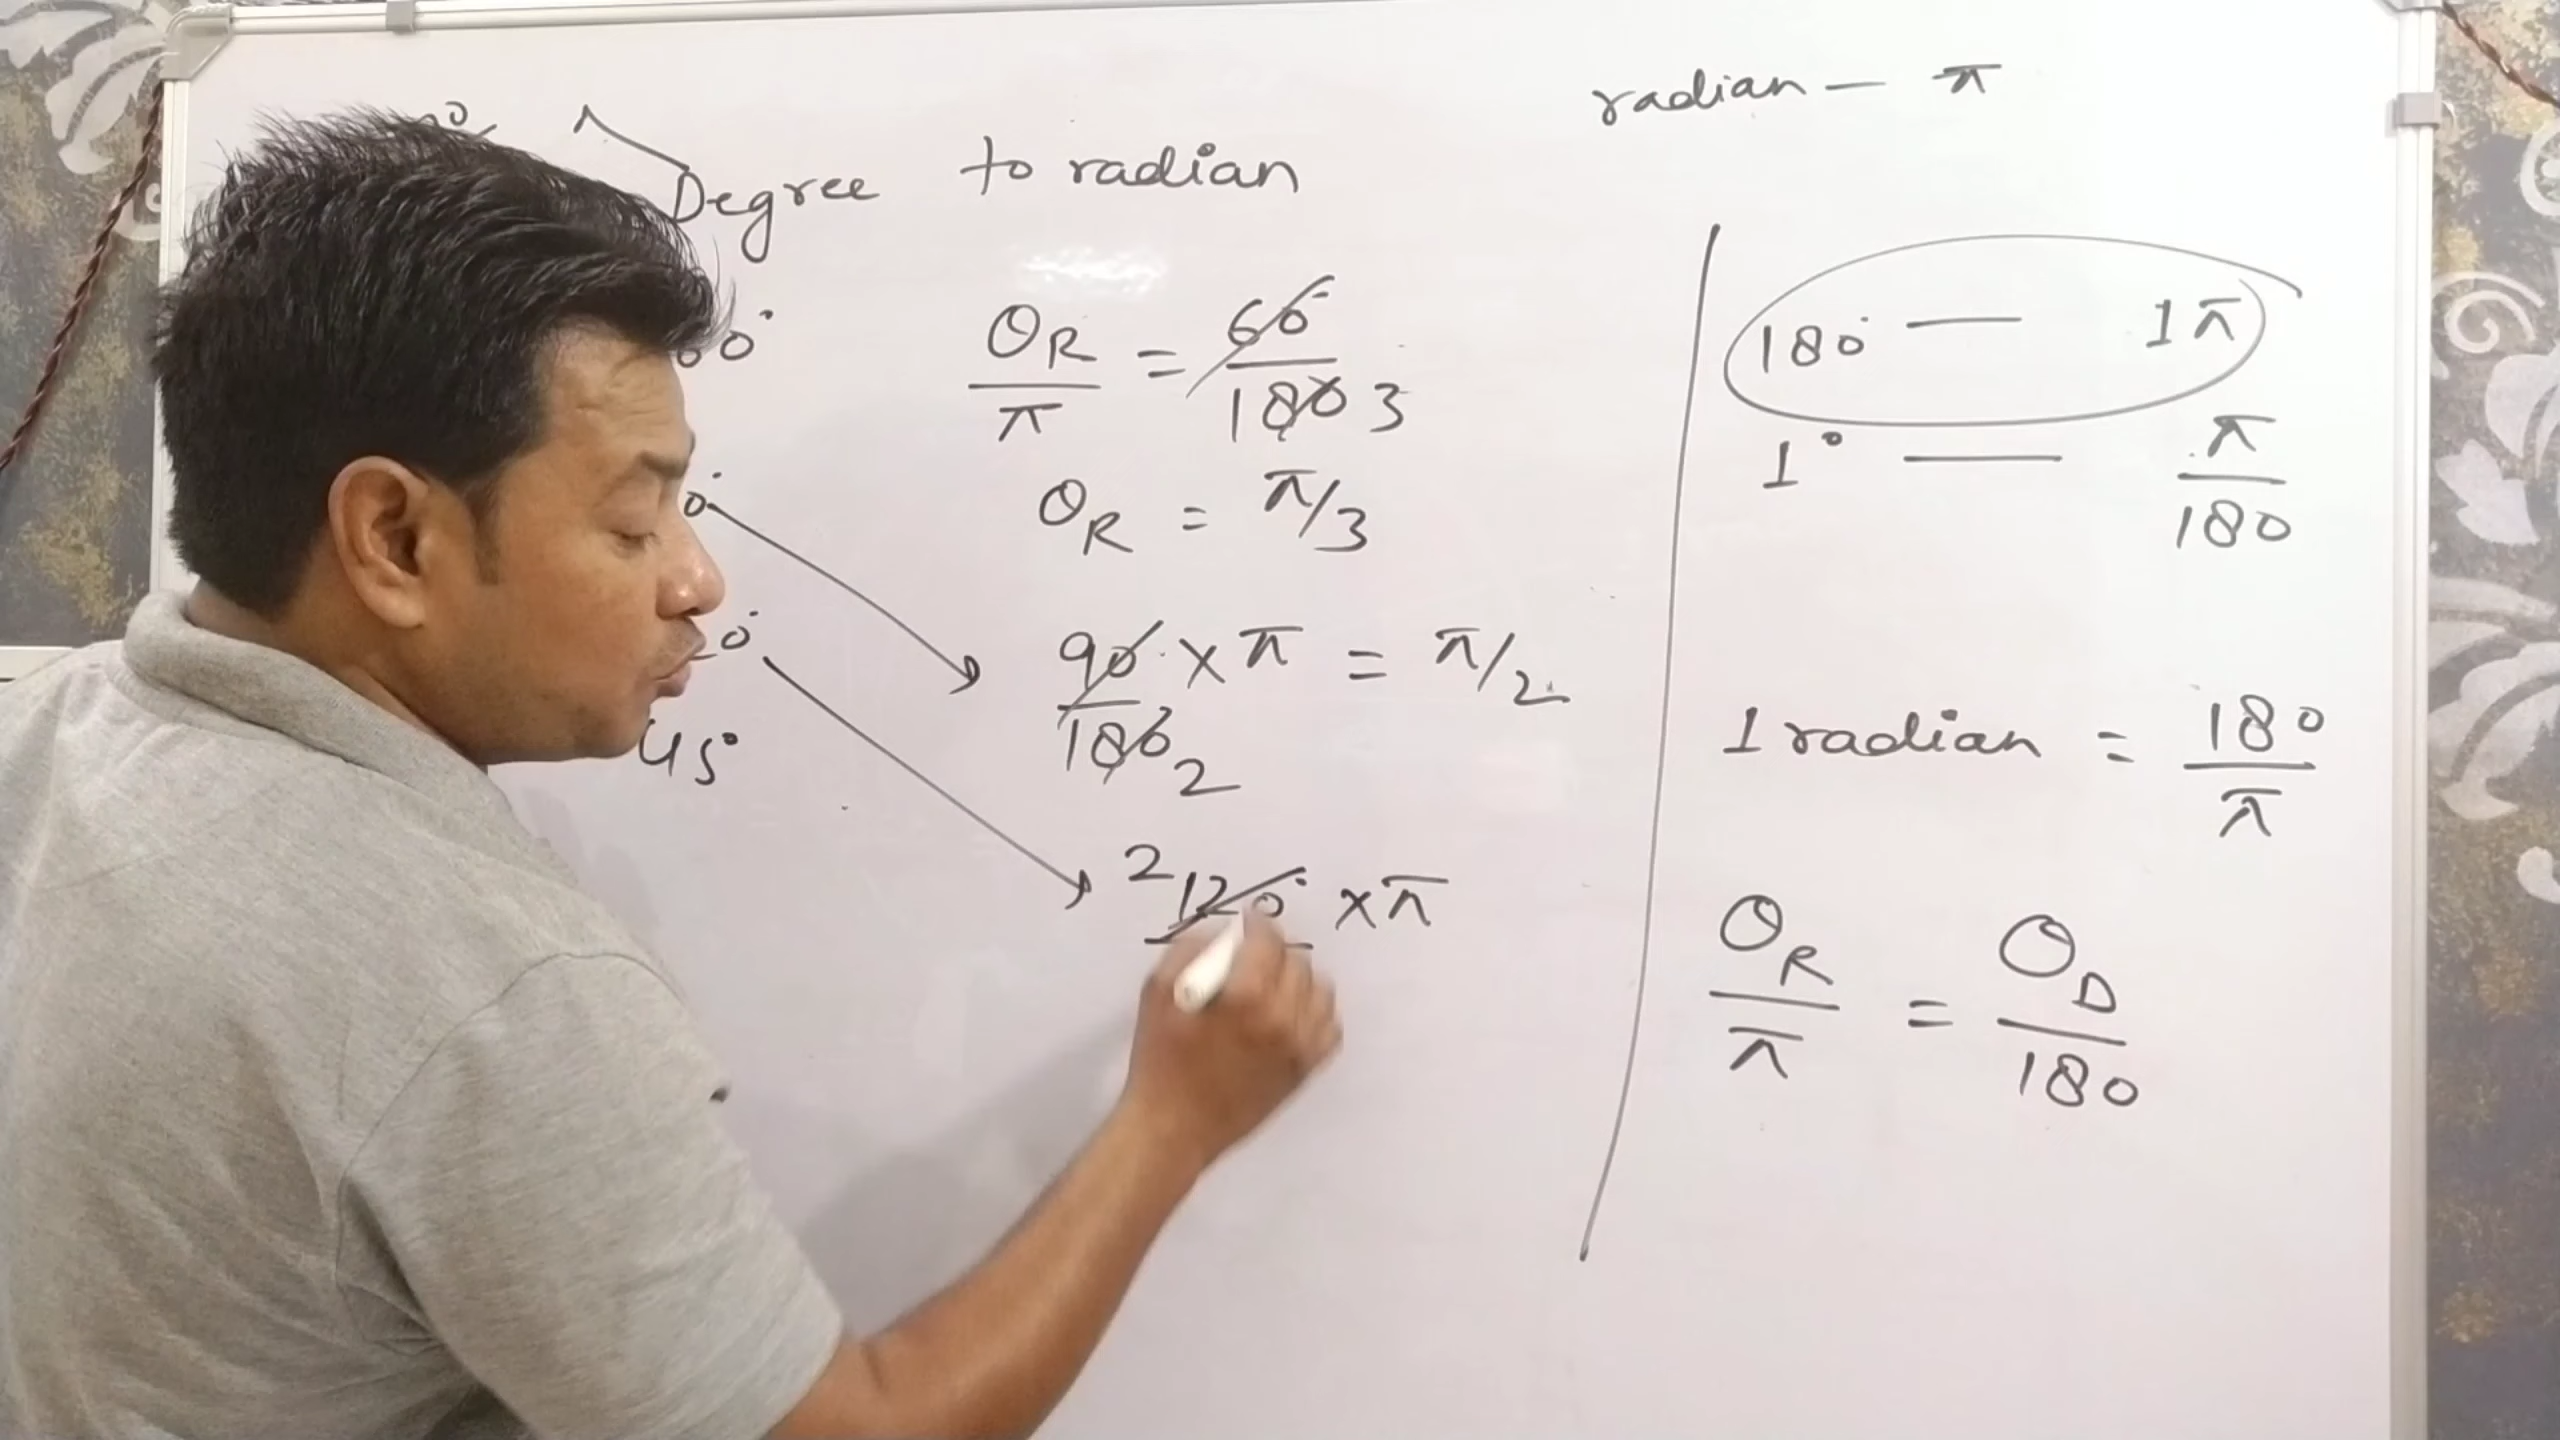 radian — π
Degree to radian
60°
θR/π = 60°/180 3
θR = π/3
90°/180 2 × π = π/2
45°
2 120° × π
180° — 1π
1° — π/180
1 radian = 180/π
θR/π = θD/180